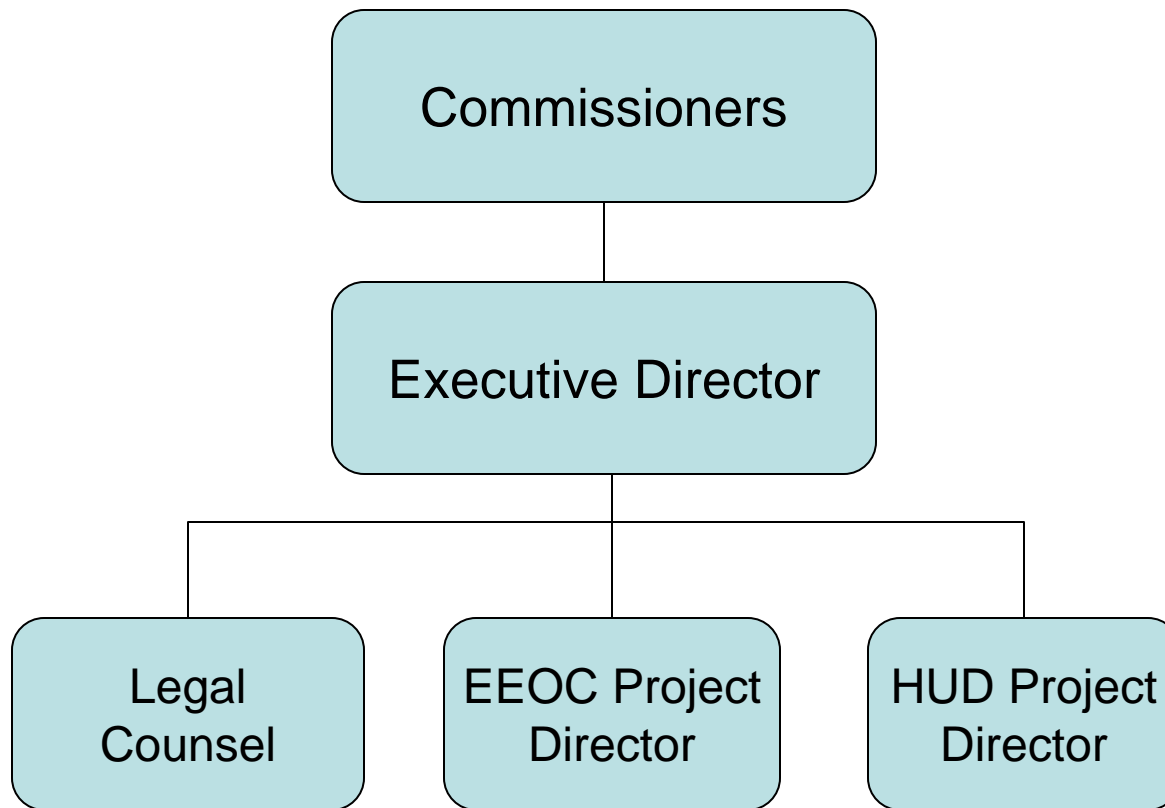 Commissioners
Executive Director
Legal
Counsel
EEOC Project
Director
HUD Project
Director